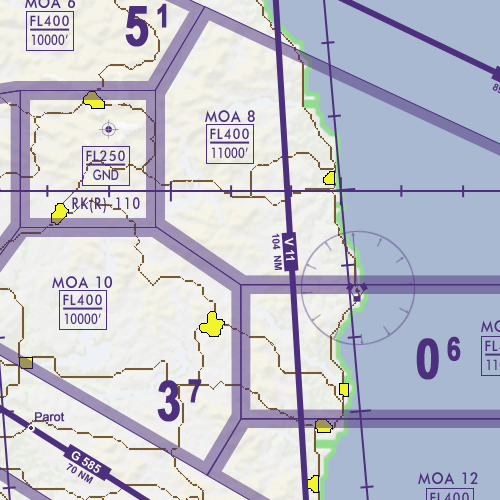 MOA 6
FL400
10000'
5 1
MOA 8
FL400
11000'
FL250
GND
RK(R) 110
V 11
104 NM
MOA 10
FL400
10000'
0 6
3 7
Parot
G 585
70 NM
MOA 12
FL400